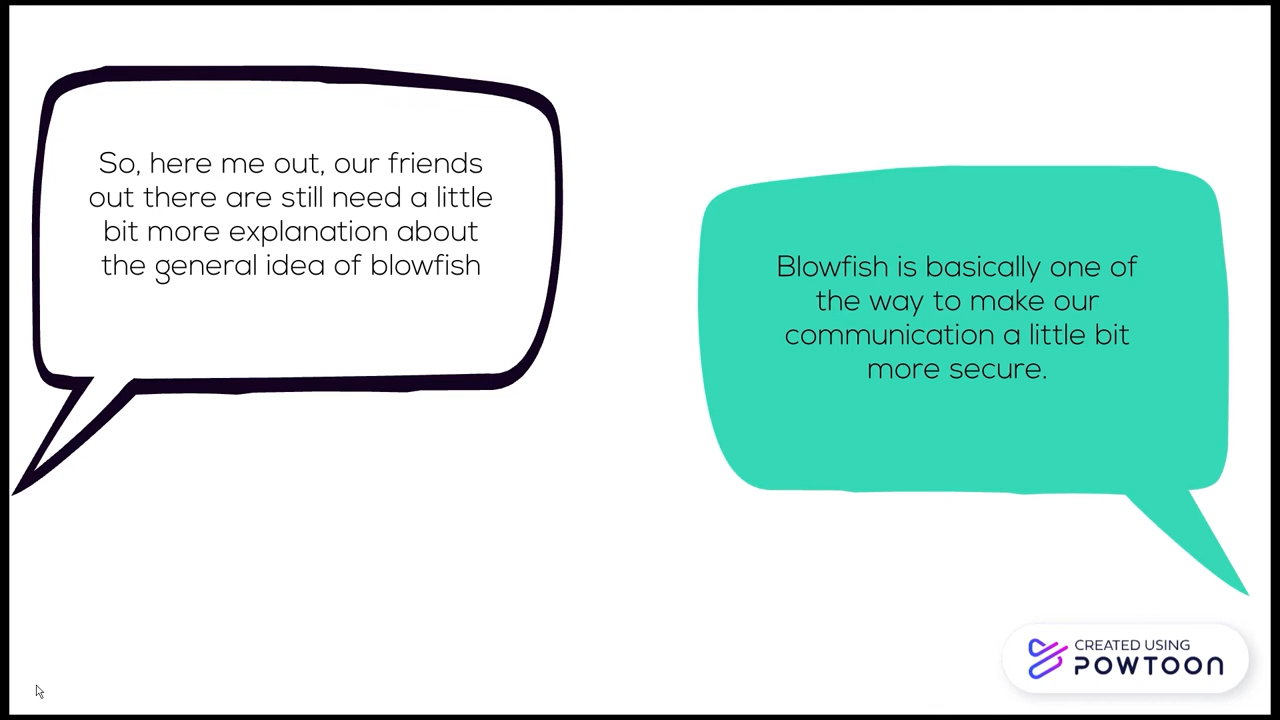 So, here me out, our friends
out there are still need a little
bit more explanation about
the general idea of blowfish
Blowfish is basically one of
the way to make our
communication a little bit
more secure.
CREATED USING
POWTOON